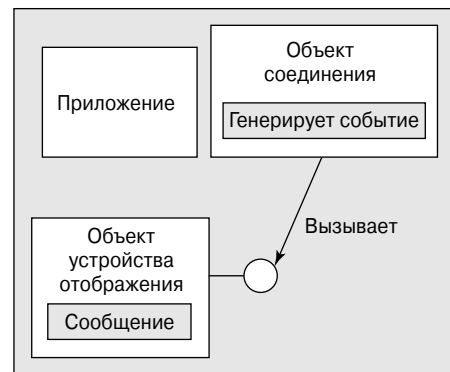 Объект
соединения
Приложение
Генерирует событие
Вызывает
Объект
устройства
отображения
Сообщение